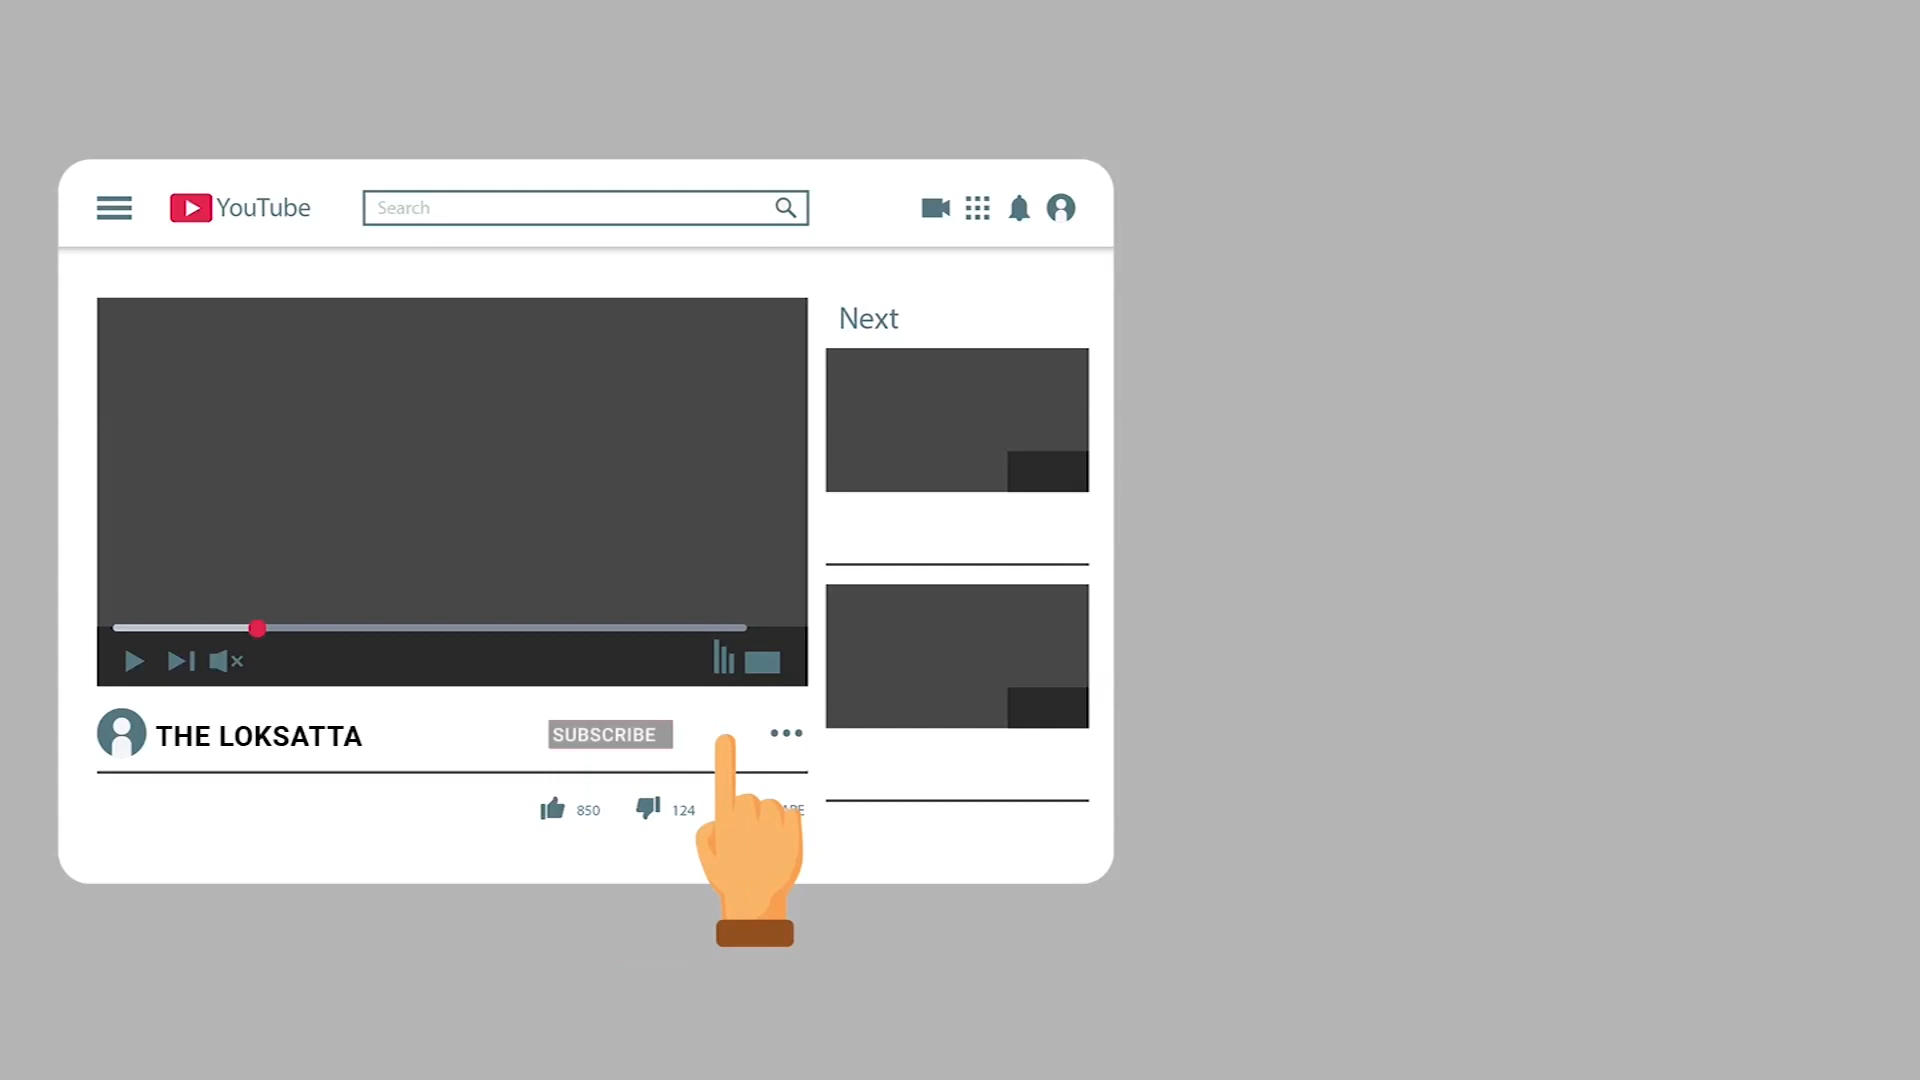 YouTube
Search
Next
THE LOKSATTA
SUBSCRIBE
850
124